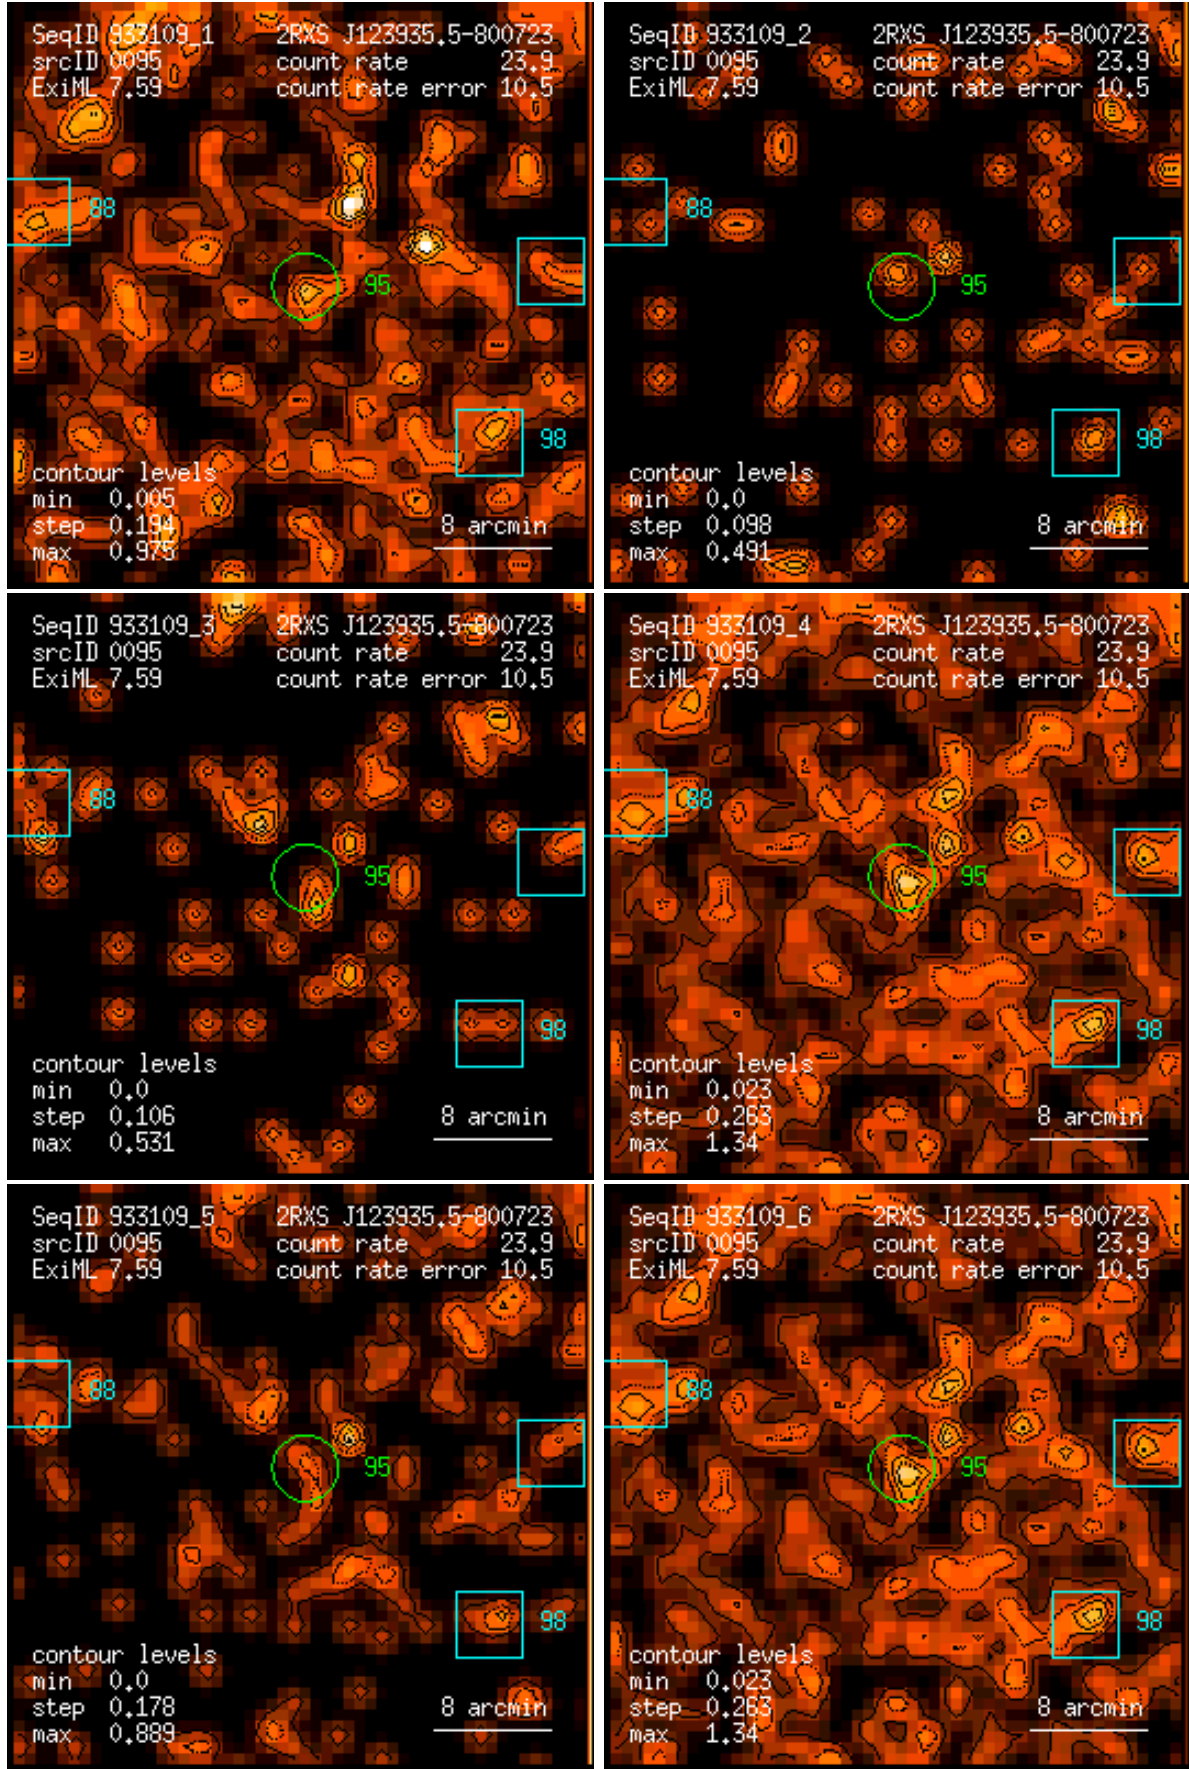 SeqID 933109_1 2RXS J123935.5-800723
srcID 0095 count rate 23.9
ExiML 7.59 count rate error 10.5
88
95
98
contour levels
min 0.005
step 0.194 8 arcmin
max 0.975
SeqID 933109_2 2RXS J123935.5-800723
srcID 0095 count rate 23.9
ExiML 7.59 count rate error 10.5
88
95
98
contour levels
min 0.0
step 0.098 8 arcmin
max 0.491
SeqID 933109_3 2RXS J123935.5-800723
srcID 0095 count rate 23.9
ExiML 7.59 count rate error 10.5
88
95
98
contour levels
min 0.0
step 0.106 8 arcmin
max 0.531
SeqID 933109_4 2RXS J123935.5-800723
srcID 0095 count rate 23.9
ExiML 7.59 count rate error 10.5
88
95
98
contour levels
min 0.023
step 0.263 8 arcmin
max 1.34
SeqID 933109_5 2RXS J123935.5-800723
srcID 0095 count rate 23.9
ExiML 7.59 count rate error 10.5
88
95
98
contour levels
min 0.0
step 0.178 8 arcmin
max 0.889
SeqID 933109_6 2RXS J123935.5-800723
srcID 0095 count rate 23.9
ExiML 7.59 count rate error 10.5
88
95
98
contour levels
min 0.023
step 0.263 8 arcmin
max 1.34